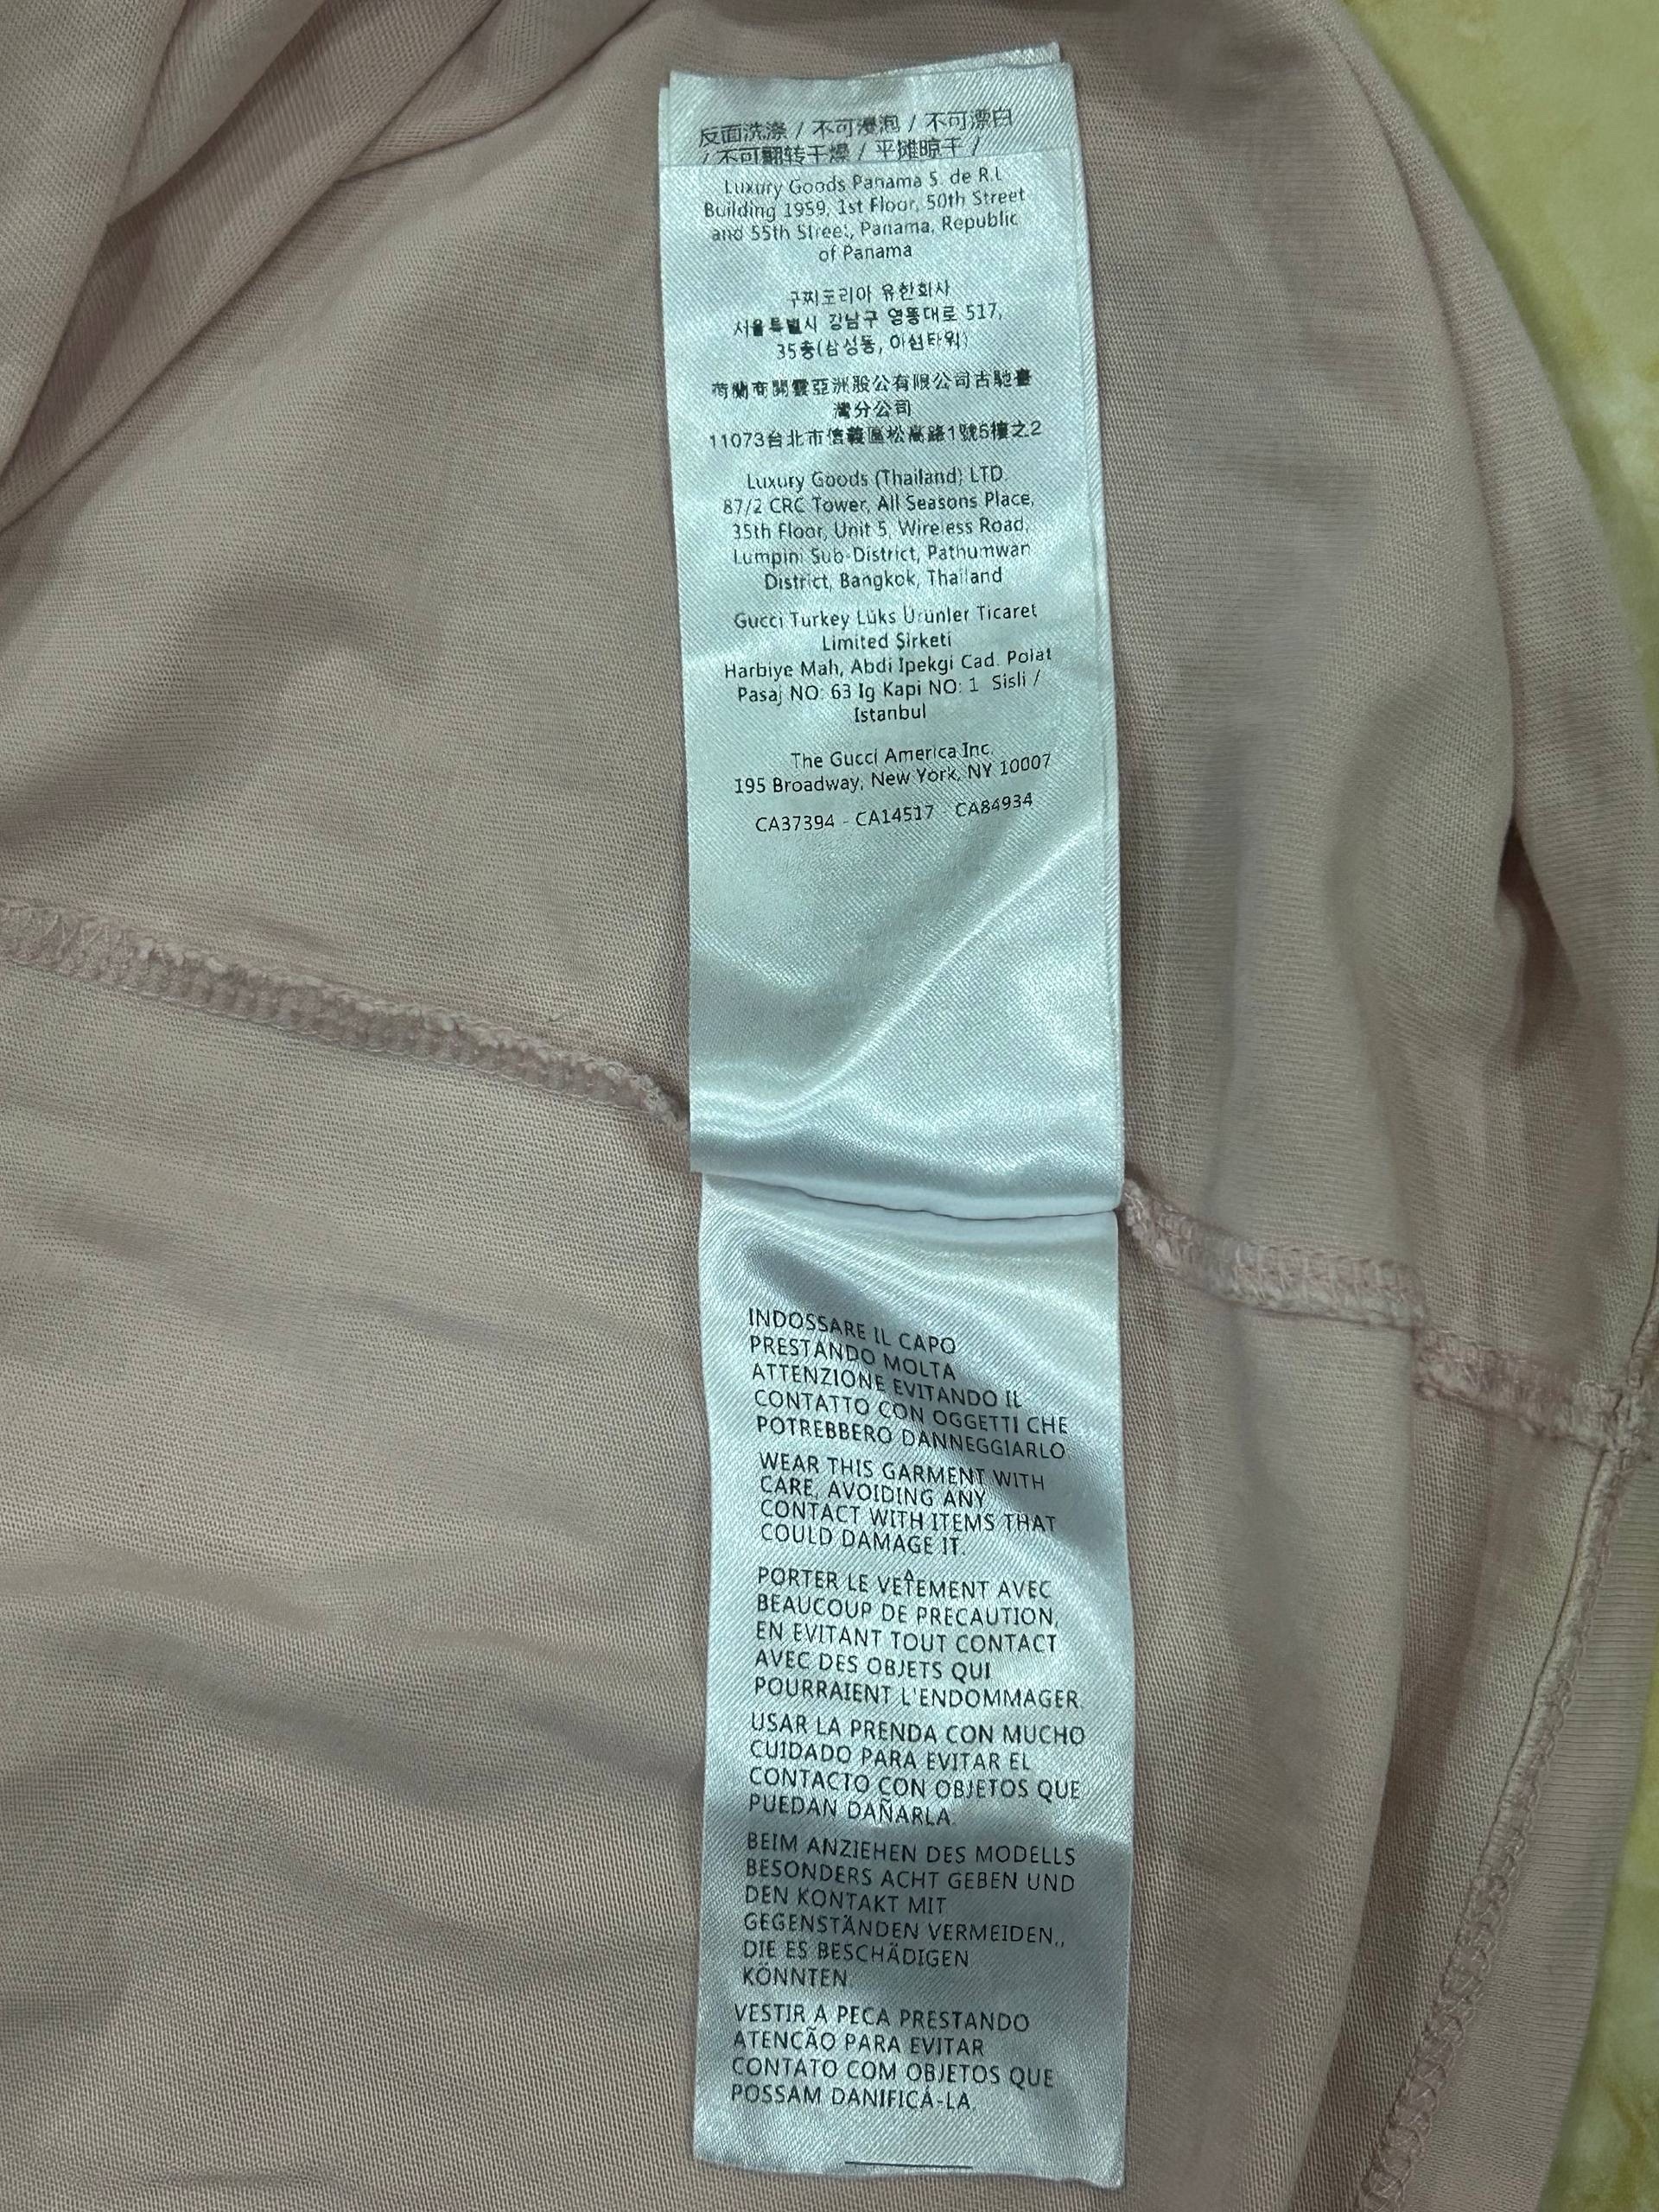 反面洗涤 / 不可漫泡 / 不可漂白
/ 不可翻转干燥 / 平摊晾干 /
Luxury Goods Panama S. de R.L.
Building 1959, 1st Floor, 50th Street
and 55th Street, Panama, Republic
of Panama
구찌코리아 유한회사
서울특별시 강남구 영동대로 517,
35층(삼성동, 아셈타워)
荷蘭商開雲亞洲股公有限公司古馳臺
灣分公司
11073台北市信義區松高路1號5樓之2
Luxury Goods (Thailand) LTD.
87/2 CRC Tower, All Seasons Place,
35th Floor, Unit 5, Wireless Road,
Lumpini Sub-District, Pathumwan
District, Bangkok, Thailand
Gucci Turkey Lüks Ürünler Ticaret
Limited Şirketi
Harbiye Mah, Abdi Ipekgi Cad. Polat
Pasaj NO: 63 Ig Kapi NO: 1 Sisli /
Istanbul
The Gucci America Inc.
195 Broadway, New York, NY 10007
CA37394 - CA14517 - CA84934
INDOSSARE IL CAPO
PRESTANDO MOLTA
ATTENZIONE EVITANDO IL
CONTATTO CON OGGETTI CHE
POTREBBERO DANNEGGIARLO.
WEAR THIS GARMENT WITH
CARE, AVOIDING ANY
CONTACT WITH ITEMS THAT
COULD DAMAGE IT.
PORTER LE VÊTEMENT AVEC
BEAUCOUP DE PRECAUTION,
EN EVITANT TOUT CONTACT
AVEC DES OBJETS QUI
POURRAIENT L'ENDOMMAGER.
USAR LA PRENDA CON MUCHO
CUIDADO PARA EVITAR EL
CONTACTO CON OBJETOS QUE
PUEDAN DAÑARLA.
BEIM ANZIEHEN DES MODELLS
BESONDERS ACHT GEBEN UND
DEN KONTAKT MIT
GEGENSTÄNDEN VERMEIDEN,,
DIE ES BESCHÄDIGEN
KÖNNTEN.
VESTIR A PECA PRESTANDO
ATENCÃO PARA EVITAR
CONTATO COM OBJETOS QUE
POSSAM DANIFICÁ-LA.